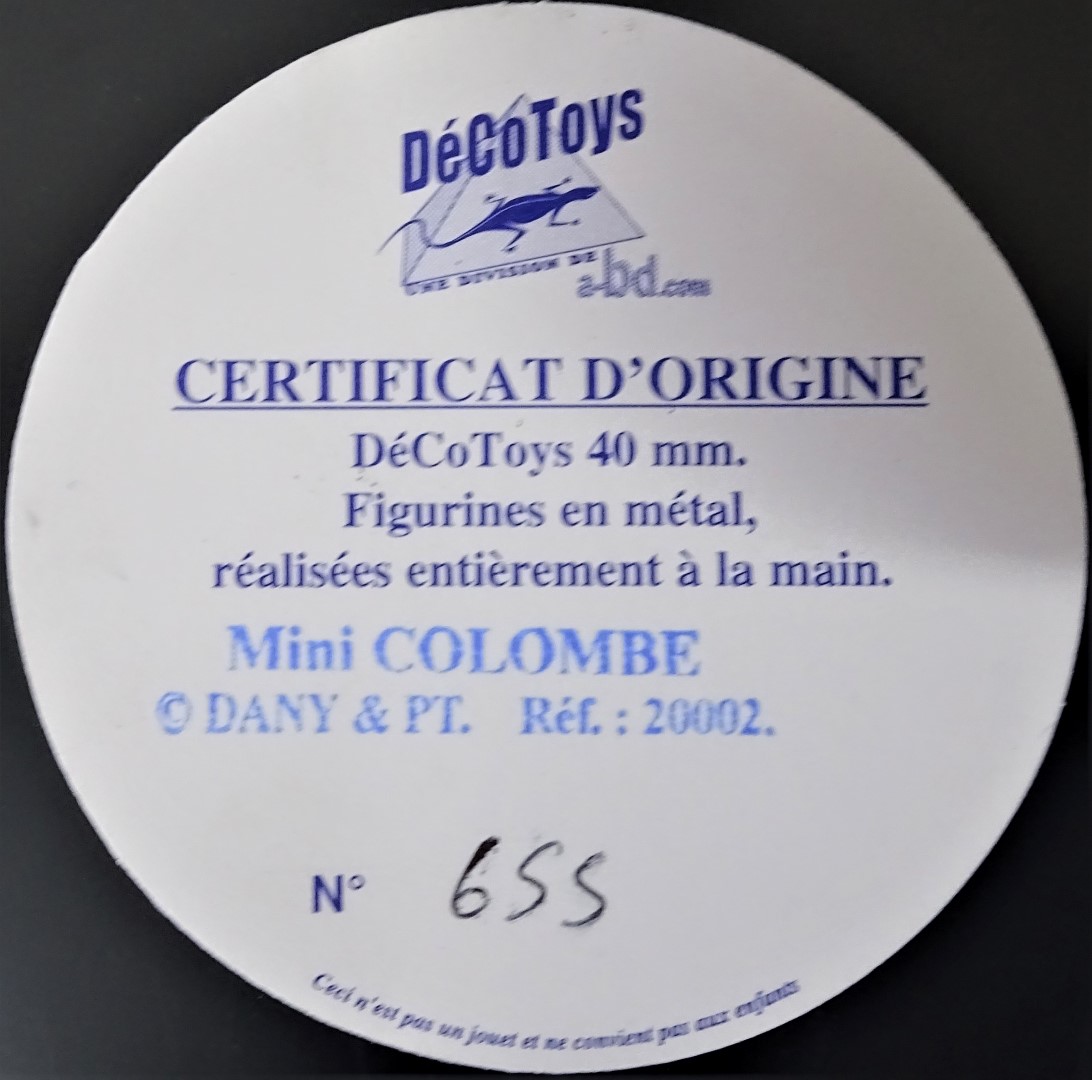 DéCoToys
UNE DIVISION DE
a-bd.com
CERTIFICAT D'ORIGINE
DéCoToys 40 mm.
Figurines en métal,
réalisées entièrement à la main.
Mini COLOMBE
© DANY & PT. Réf. : 20002.
N° 655
Ceci n'est pas un jouet et ne convient pas aux enfants